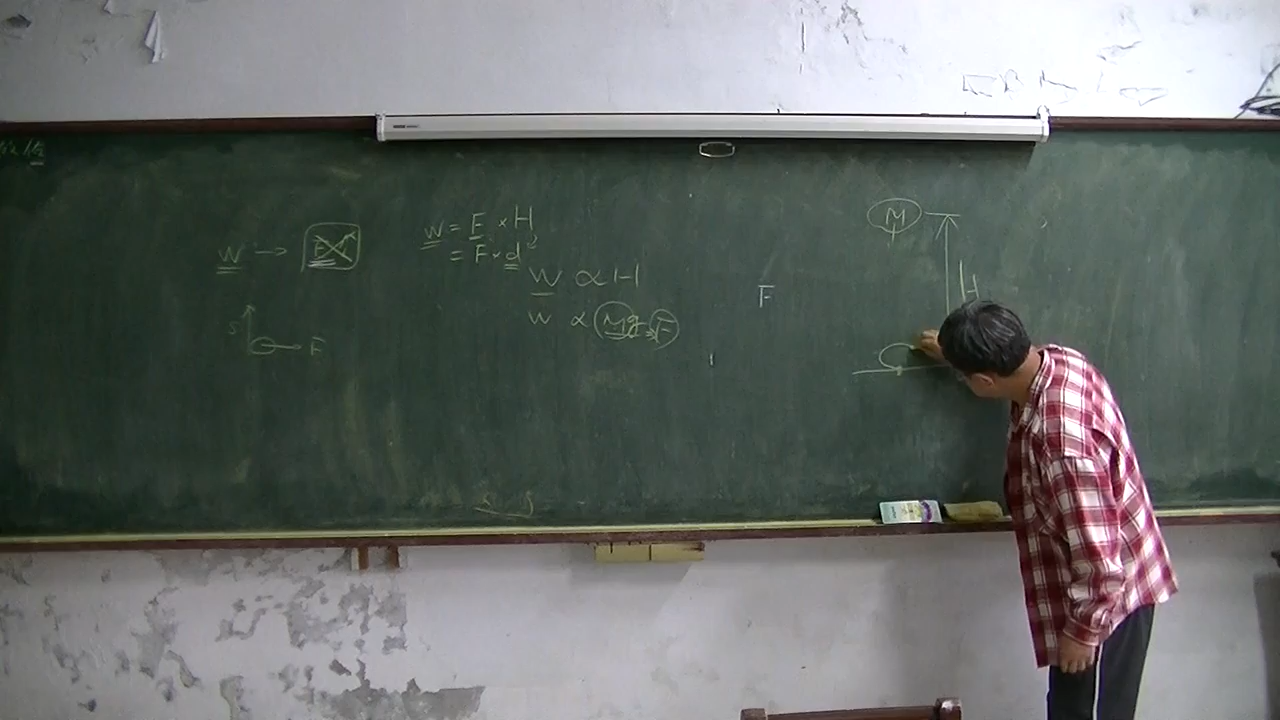 W → F
S
F
W = F × H
= F × d
W ∝ H
W ∝ Mg → F
F
M
H